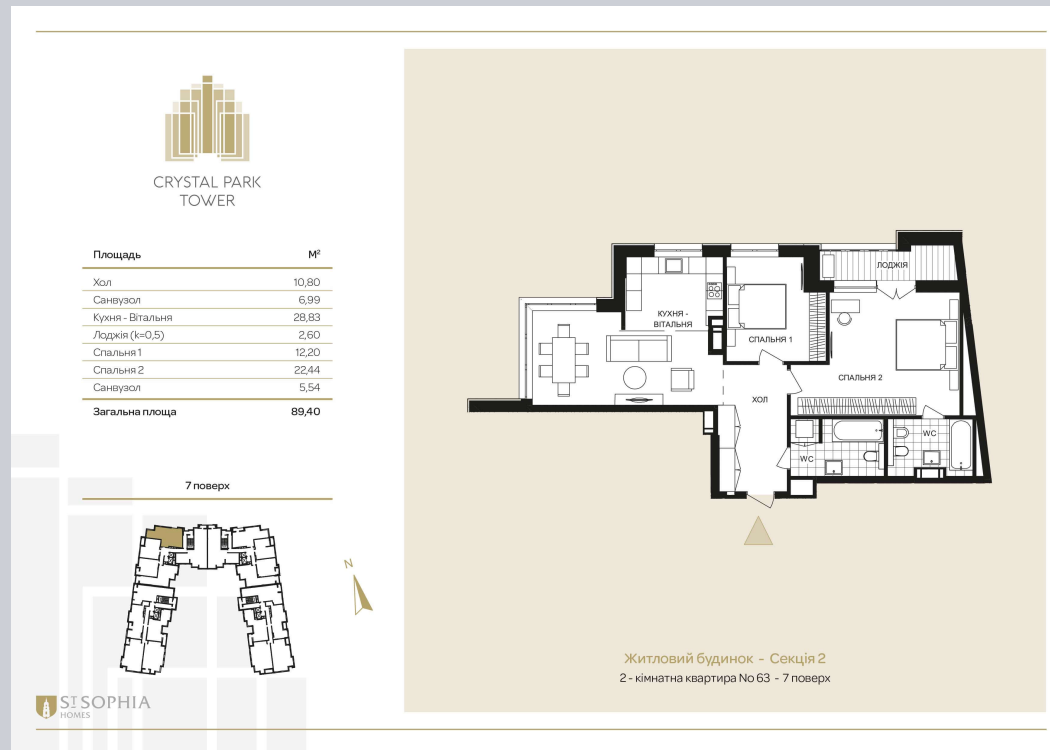 CRYSTAL PARK
TOWER
Площадь М²
Хол 10,80
Санвузол 6,99
Кухня - Вітальня 28,83
Лоджія (k=0,5) 2,60
Спальня 1 12,20
Спальня 2 22,44
Санвузол 5,54
Загальна площа 89,40
7 поверх
N
ST SOPHIA
HOMES
ЛОДЖІЯ
КУХНЯ -
ВІТАЛЬНЯ
СПАЛЬНЯ 1
СПАЛЬНЯ 2
ХОЛ
WC
WC
Житловий будинок - Секція 2
2 - кімнатна квартира No 63 - 7 поверх